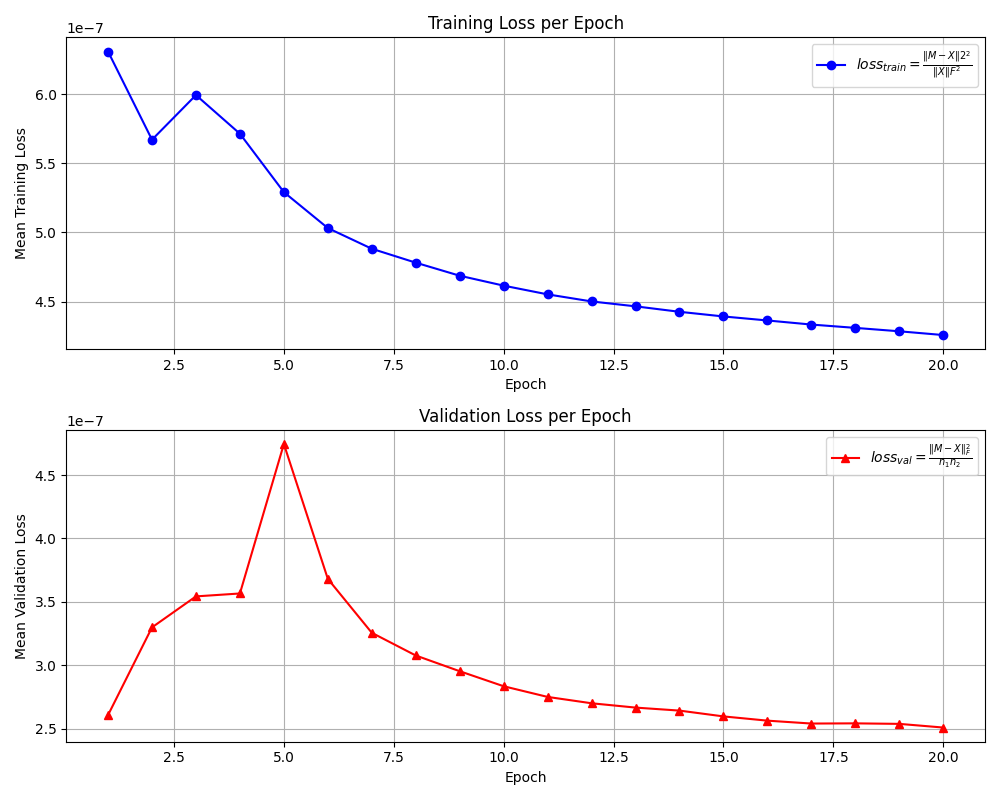 Training Loss per Epoch
1e−7
6.0
5.5
5.0
4.5
Mean Training Loss
loss_train = ‖M−X‖2² / ‖X‖F²
2.5 5.0 7.5 10.0 12.5 15.0 17.5 20.0
Epoch
Validation Loss per Epoch
1e−7
4.5
4.0
3.5
3.0
2.5
Mean Validation Loss
loss_val = ‖M−X‖_F² / n₁n₂
2.5 5.0 7.5 10.0 12.5 15.0 17.5 20.0
Epoch